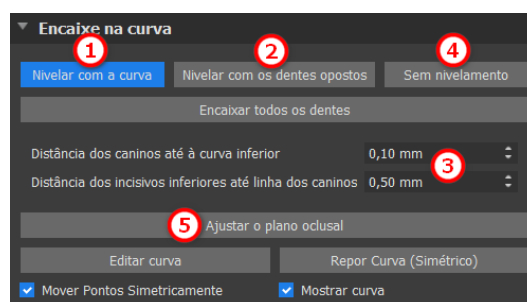 Encaixe na curva
1
2
4
Nivelar com a curva
Nivelar com os dentes opostos
Sem nivelamento
Encaixar todos os dentes
Distância dos caninos até à curva inferior 0,10 mm
3
Distância dos incisivos inferiores até linha dos caninos 0,50 mm
5 Ajustar o plano oclusal
Editar curva
Repor Curva (Simétrico)
Mover Pontos Simetricamente
Mostrar curva